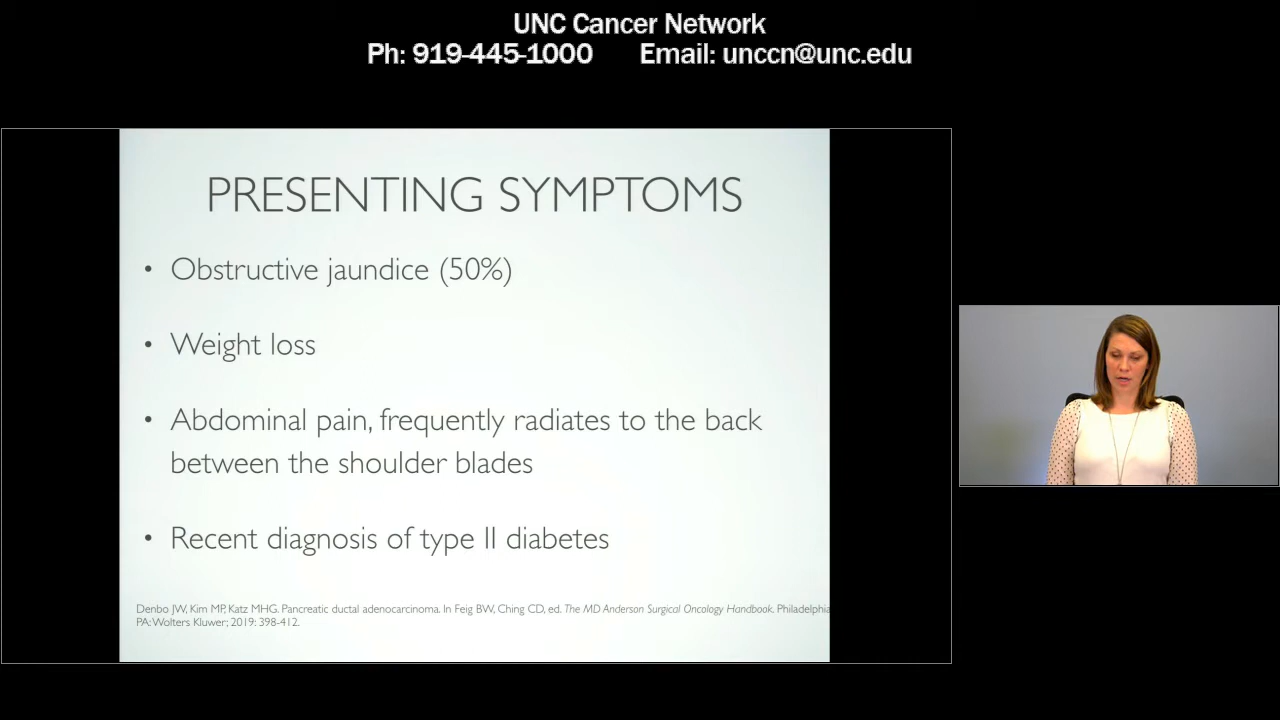 UNC Cancer Network
Ph: 919-445-1000 Email: unccn@unc.edu
PRESENTING SYMPTOMS
• Obstructive jaundice (50%)
• Weight loss
• Abdominal pain, frequently radiates to the back
between the shoulder blades
• Recent diagnosis of type II diabetes
Denbo JW, Kim MP, Katz MHG. Pancreatic ductal adenocarcinoma. In Feig BW, Ching CD, ed. The MD Anderson Surgical Oncology Handbook. Philadelphia
PA: Wolters Kluwer; 2019: 398-412.